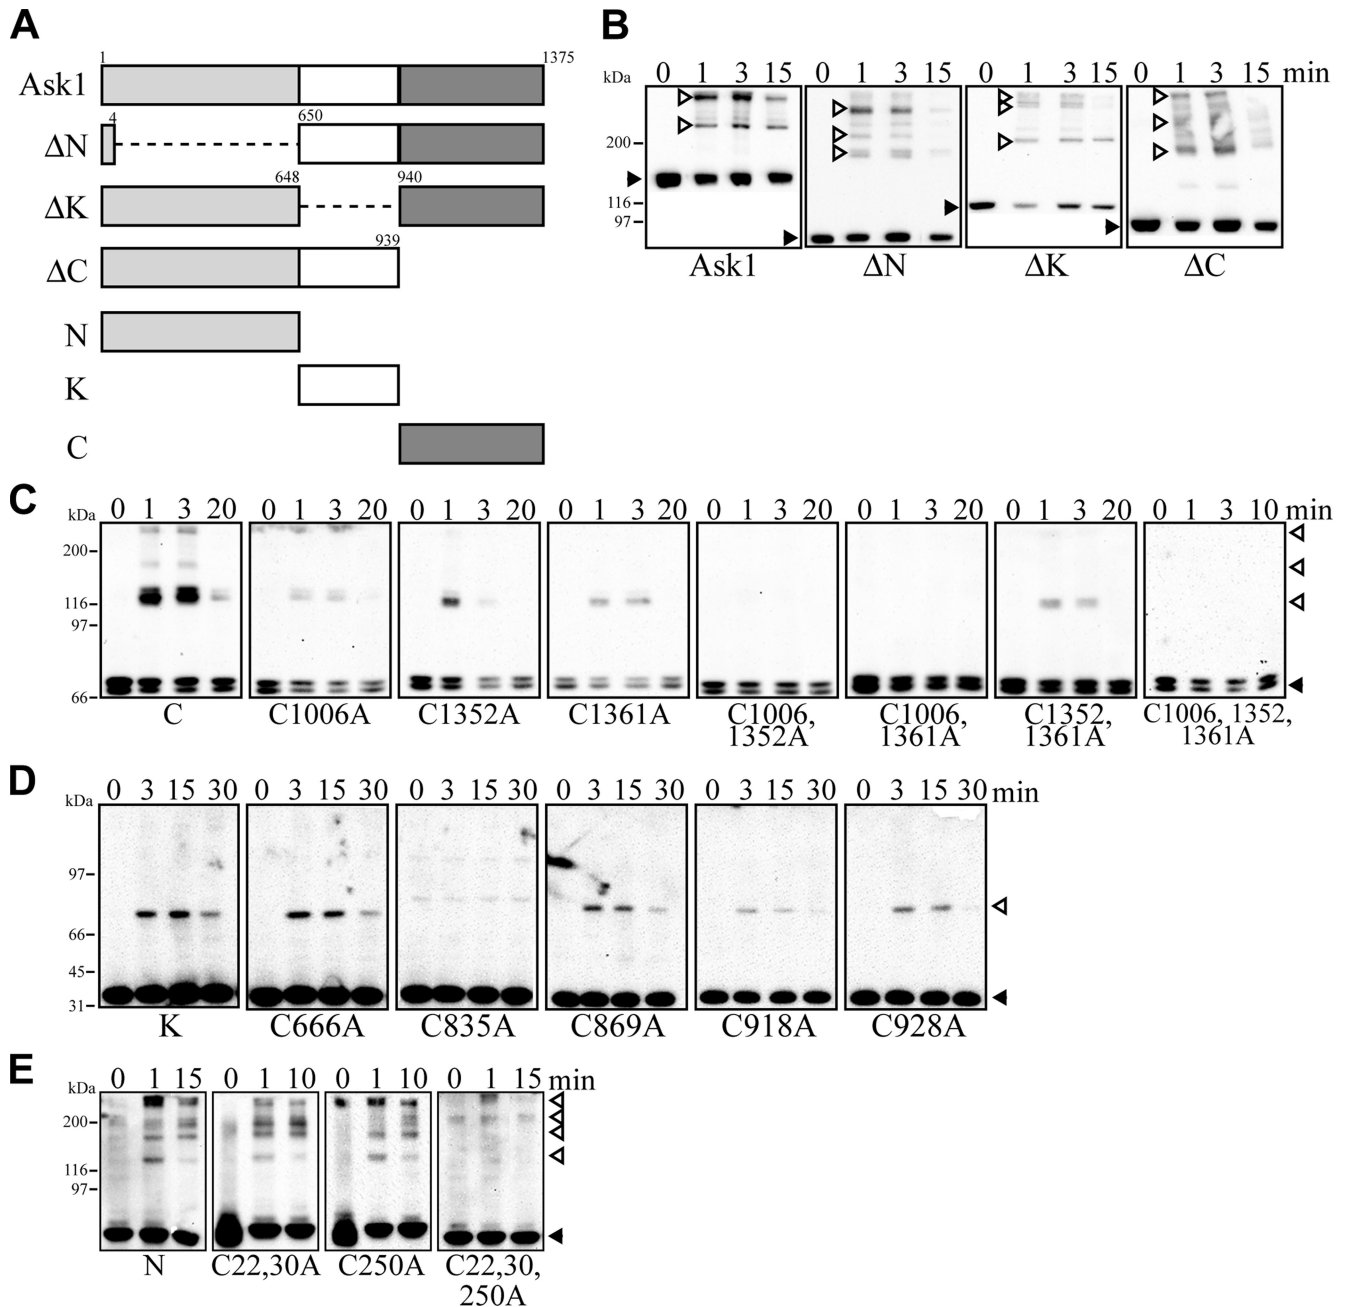 A
1 1375
Ask1
4 650
ΔN
648 940
ΔK
939
ΔC
N
K
C
B
kDa 0 1 3 15 0 1 3 15 0 1 3 15 0 1 3 15 min
200
116
97
Ask1 ΔN ΔK ΔC
C
kDa 0 1 3 20 0 1 3 20 0 1 3 20 0 1 3 20 0 1 3 20 0 1 3 20 0 1 3 20 0 1 3 10 min
200
116
97
66
C C1006A C1352A C1361A C1006, C1006, C1352, C1006, 1352,
1352A 1361A 1361A 1361A
D
kDa 0 3 15 30 0 3 15 30 0 3 15 30 0 3 15 30 0 3 15 30 0 3 15 30 min
97
66
45
31
K C666A C835A C869A C918A C928A
E
kDa 0 1 15 0 1 10 0 1 10 0 1 15 min
200
116
97
N C22,30A C250A C22,30,
250A